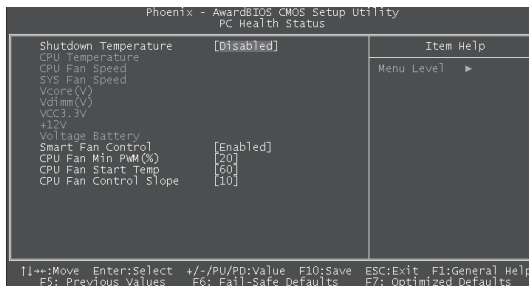 Phoenix - AwardBIOS CMOS Setup Utility
PC Health Status
Shutdown Temperature [Disabled]
CPU Temperature
CPU Fan Speed
SYS Fan Speed
Vcore(V)
Vdimm(V)
VCC3.3V
+12V
Voltage Battery
Smart Fan Control [Enabled]
CPU Fan Min PWM(%) [20]
CPU Fan Start Temp [60]
CPU Fan Control Slope [10]
Item Help
Menu Level ►
↑↓→←:Move Enter:Select +/-/PU/PD:Value F10:Save ESC:Exit F1:General Help
F5: Previous Values F6: Fail-Safe Defaults F7: Optimized Defaults